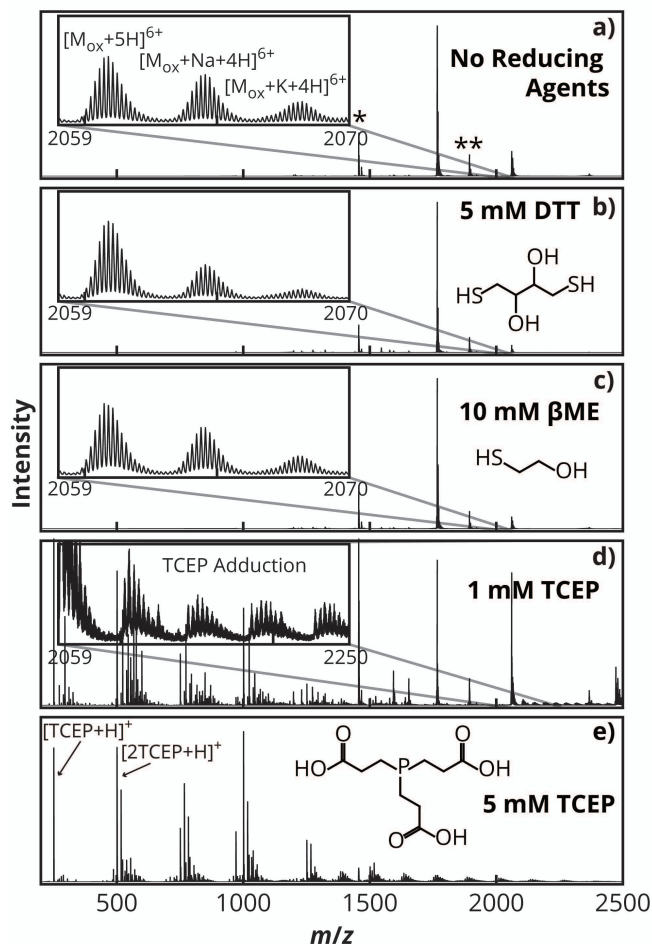 a)
[Mox+5H]6+
[Mox+Na+4H]6+
[Mox+K+4H]6+
No Reducing
Agents
2059
2070
*
**
b)
5 mM DTT
OH
HS
SH
OH
2059
2070
c)
10 mM βME
HS
OH
2059
2070
d)
TCEP Adduction
1 mM TCEP
2059
2250
e)
[TCEP+H]+
[2TCEP+H]+
O
O
HO
P
OH
5 mM TCEP
O
OH
500
1000
1500
2000
2500
m/z
Intensity